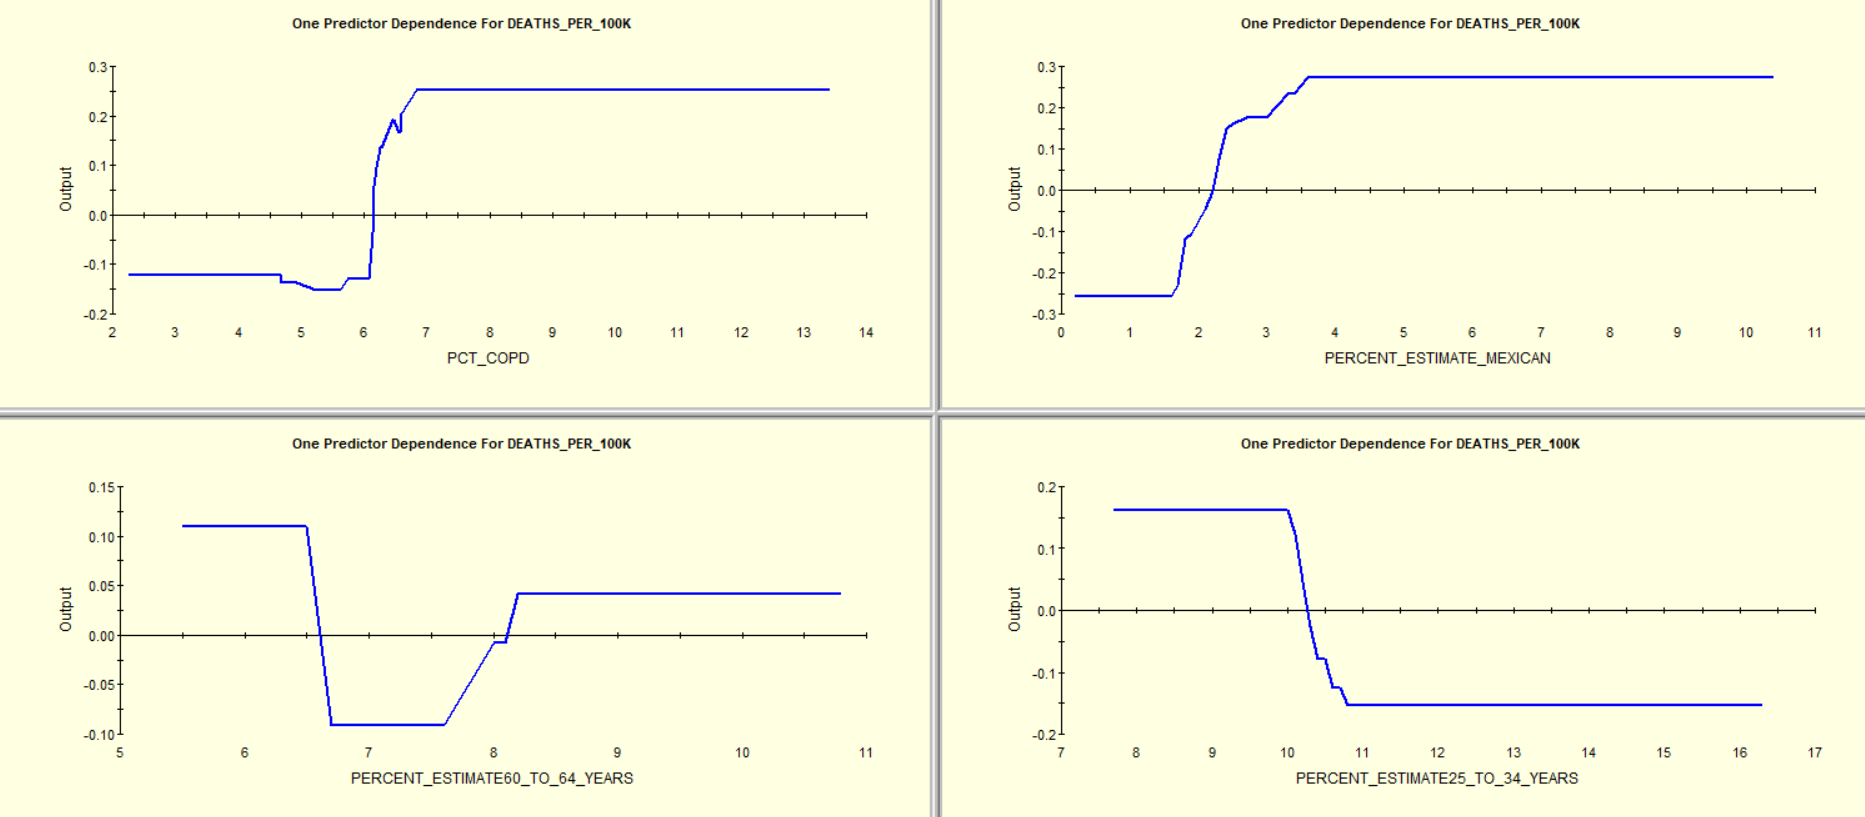 One Predictor Dependence For DEATHS_PER_100K
0.3
0.2
0.1
0.0
-0.1
-0.2
Output
2 3 4 5 6 7 8 9 10 11 12 13 14
PCT_COPD
One Predictor Dependence For DEATHS_PER_100K
0.3
0.2
0.1
0.0
-0.1
-0.2
-0.3
Output
0 1 2 3 4 5 6 7 8 9 10 11
PERCENT_ESTIMATE_MEXICAN
One Predictor Dependence For DEATHS_PER_100K
0.15
0.10
0.05
0.00
-0.05
-0.10
Output
5 6 7 8 9 10 11
PERCENT_ESTIMATE60_TO_64_YEARS
One Predictor Dependence For DEATHS_PER_100K
0.2
0.1
0.0
-0.1
-0.2
Output
7 8 9 10 11 12 13 14 15 16 17
PERCENT_ESTIMATE25_TO_34_YEARS